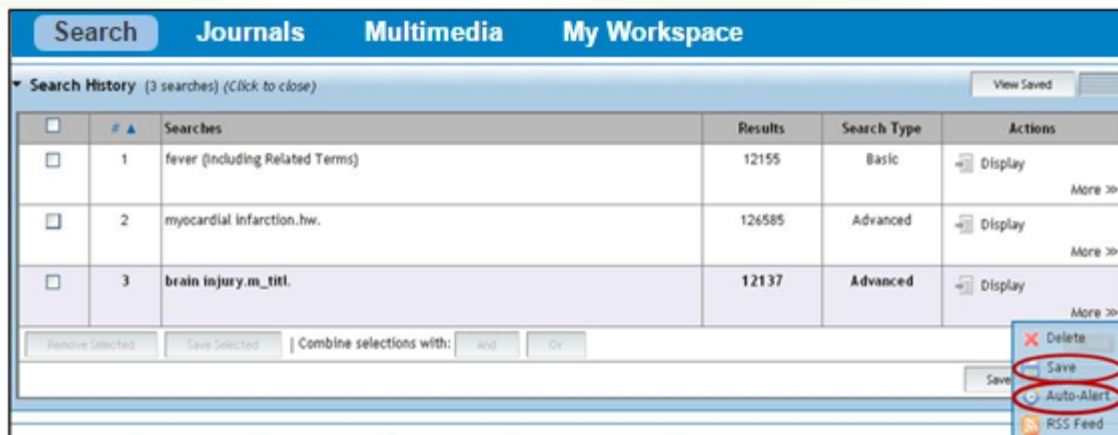 Search Journals Multimedia My Workspace
Search History (3 searches) (Click to close) View Saved
# ▲ Searches Results Search Type Actions
1 fever (Including Related Terms) 12155 Basic Display
More >>
2 myocardial infarction.hw. 126585 Advanced Display
More >>
3 brain injury.m_titl. 12137 Advanced Display
More >>
Remove Selected Save Selected | Combine selections with: And Or
Delete
Save
Save
Auto-Alert
RSS Feed